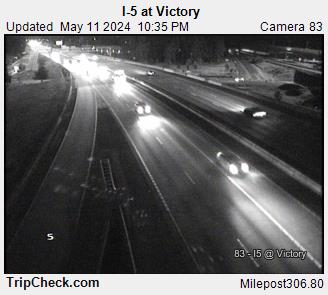 I-5 at Victory
Updated May 11 2024 10:35 PM Camera 83
S
83 - I5 @ Victory
TripCheck.com Milepost306.80